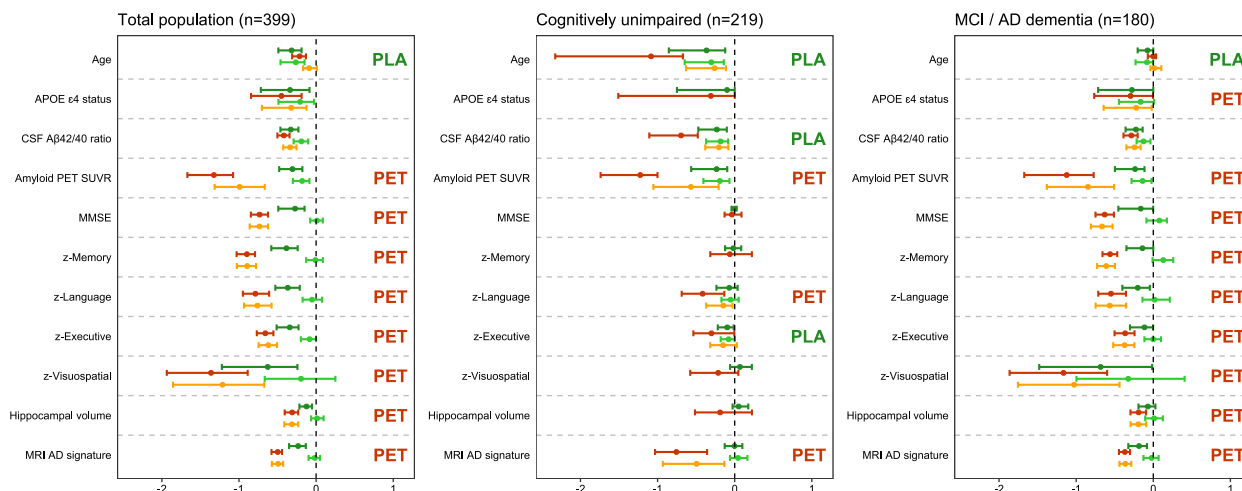 Total population (n=399)
Age
PLA
APOE ε4 status
CSF Aβ42/40 ratio
Amyloid PET SUVR
PET
MMSE
PET
z-Memory
PET
z-Language
PET
z-Executive
PET
z-Visuospatial
PET
Hippocampal volume
PET
MRI AD signature
PET
-2 -1 0 1
Cognitively unimpaired (n=219)
Age
PLA
APOE ε4 status
CSF Aβ42/40 ratio
PLA
Amyloid PET SUVR
PET
MMSE
z-Memory
z-Language
PET
z-Executive
PLA
z-Visuospatial
Hippocampal volume
MRI AD signature
PET
-2 -1 0 1
MCI / AD dementia (n=180)
Age
PLA
APOE ε4 status
PET
CSF Aβ42/40 ratio
Amyloid PET SUVR
PET
MMSE
PET
z-Memory
PET
z-Language
PET
z-Executive
PET
z-Visuospatial
PET
Hippocampal volume
PET
MRI AD signature
PET
-2 -1 0 1